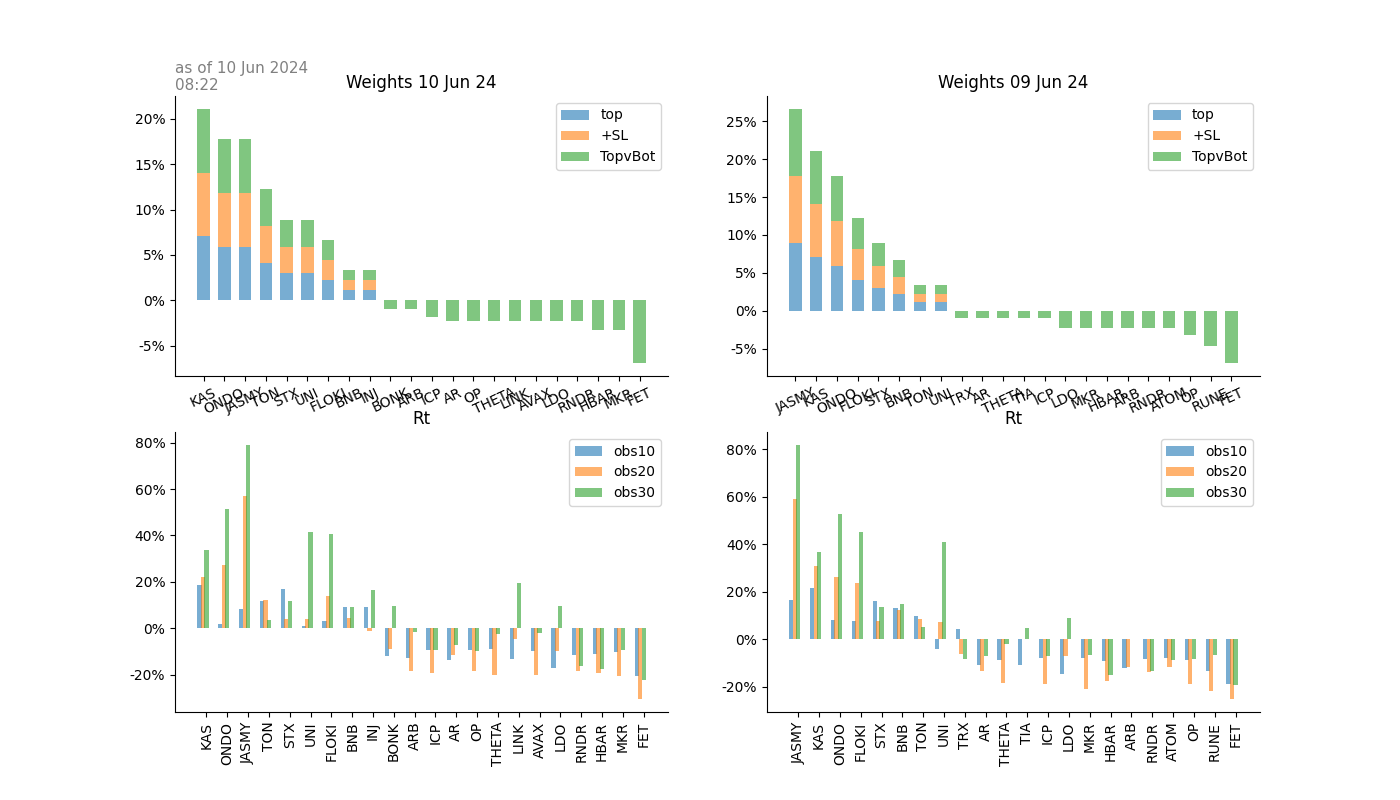 as of 10 Jun 2024
08:22
Weights 10 Jun 24
20%
15%
10%
5%
0%
-5%
top
+SL
TopvBot
KAS ONDO JASMY TON STX UNI FLOKI BNB INJ BONK ARB ICP AR OP THETA LINK AVAX LDO RNDR HBAR MKR FET
Weights 09 Jun 24
25%
20%
15%
10%
5%
0%
-5%
top
+SL
TopvBot
JASMY KAS ONDO FLOKI STX BNB TON UNI TRX AR THETA TIA ICP LDO MKR HBAR ARB RNDR ATOM OP RUNE FET
Rt
80%
60%
40%
20%
0%
-20%
obs10
obs20
obs30
KAS ONDO JASMY TON STX UNI FLOKI BNB INJ BONK ARB ICP AR OP THETA LINK AVAX LDO RNDR HBAR MKR FET
Rt
80%
60%
40%
20%
0%
-20%
obs10
obs20
obs30
JASMY KAS ONDO FLOKI STX BNB TON UNI TRX AR THETA TIA ICP LDO MKR HBAR ARB RNDR ATOM OP RUNE FET